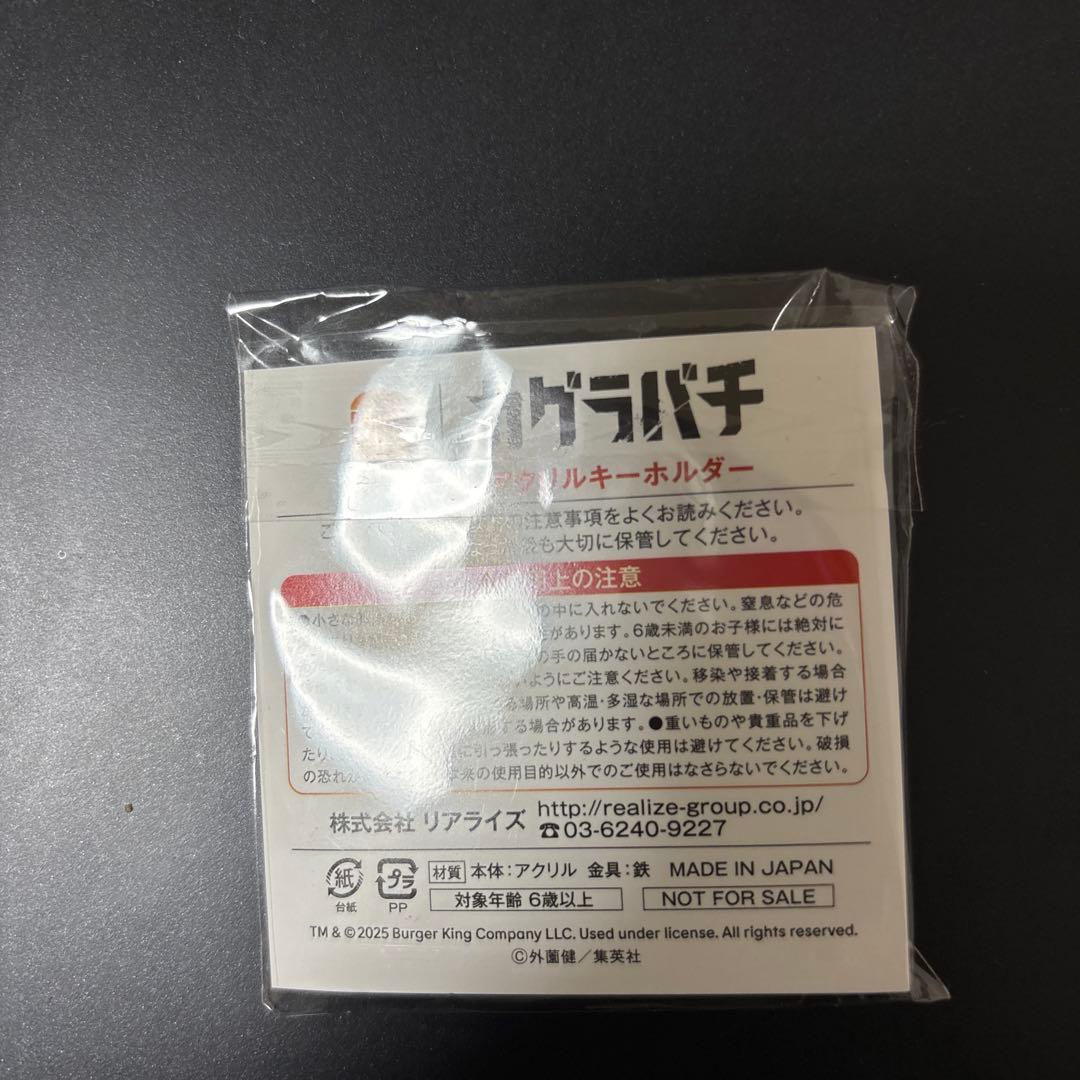 グラバチ
アクリルキーホルダー
注意事項をよくお読みください。
も大切に保管してください。
上の注意
●小さな の中に入れないでください。窒息などの危
があります。6歳未満のお子様には絶対に
の手の届かないところに保管してください。
ようにご注意ください。移染や接着する場合
る場所や高温・多湿な場所での放置・保管は避け
て する場合があります。●重いものや貴重品を下げ
たり に引っ張ったりするような使用は避けてください。破損
の恐れが 来の使用目的以外でのご使用はなさらないでください。
株式会社 リアライズ http://realize-group.co.jp/
☎03-6240-9227
紙 台紙 プラ PP 材質 本体：アクリル 金具：鉄 MADE IN JAPAN
対象年齢 6歳以上 NOT FOR SALE
TM & © 2025 Burger King Company LLC. Used under license. All rights reserved.
©外薗健／集英社